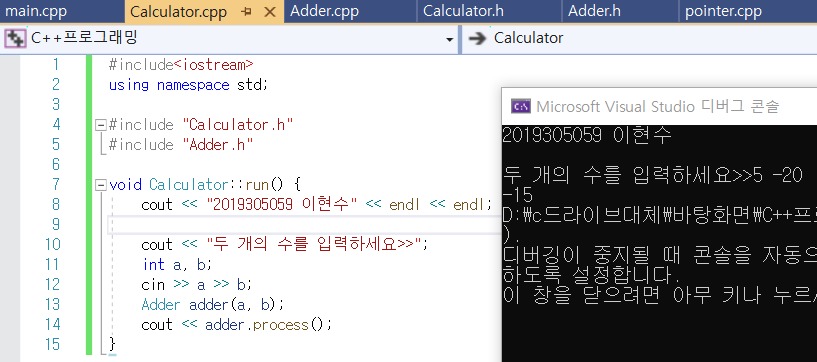 main.cpp Calculator.cpp Adder.cpp Calculator.h Adder.h pointer.cpp
C++프로그래밍 Calculator
1 #include<iostream>
2 using namespace std;
3
4 #include "Calculator.h"
5 #include "Adder.h"
6
7 void Calculator::run() {
8 cout << "2019305059 이현수" << endl << endl;
9
10 cout << "두 개의 수를 입력하세요>>";
11 int a, b;
12 cin >> a >> b;
13 Adder adder(a, b);
14 cout << adder.process();
15 }
Microsoft Visual Studio 디버그 콘솔
2019305059 이현수
두 개의 수를 입력하세요>>5 -20
-15
D:\c드라이브대체\바탕화면\C++프
).
디버깅이 중지될 때 콘솔을 자동으
하도록 설정합니다.
이 창을 닫으려면 아무 키나 누르